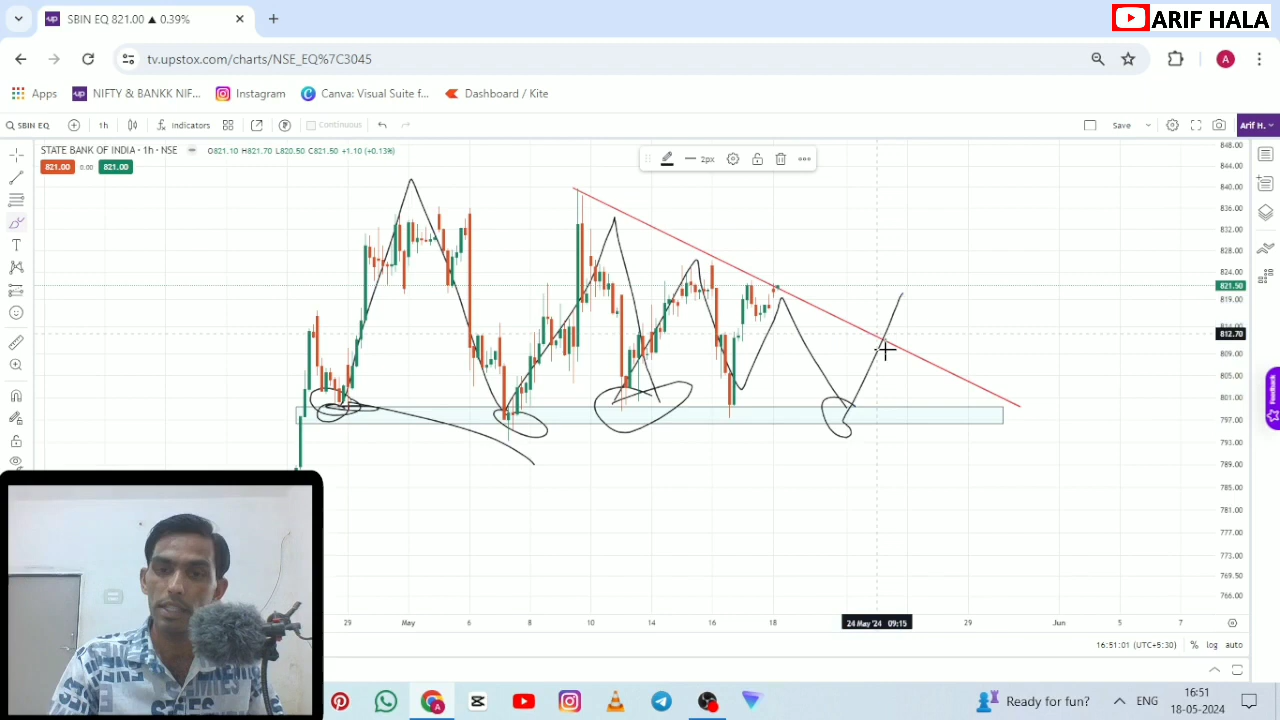 SBIN EQ 821.00 ▲ 0.39%
ARIF HALA
tv.upstox.com/charts/NSE_EQ%7C3045
Apps
NIFTY & BANKK NIF...
Instagram
Canva: Visual Suite f...
Dashboard / Kite
SBIN EQ
1h
Indicators
Continuous
Save
Arif H.
STATE BANK OF INDIA · 1h · NSE
O821.10 H821.70 L820.50 C821.50 +1.10 (+0.13%)
821.00
0.00
821.00
2px
848.00
844.00
840.00
836.00
832.00
828.00
824.00
821.50
819.00
812.70
809.00
805.00
801.00
797.00
793.00
789.00
785.00
781.00
777.00
773.00
769.50
766.00
Feedback
29
May
6
8
10
14
16
18
24 May '24 09:15
29
Jun
5
7
16:51:01 (UTC+5:30)
%
log
auto
Ready for fun?
ENG
16:51
18-05-2024